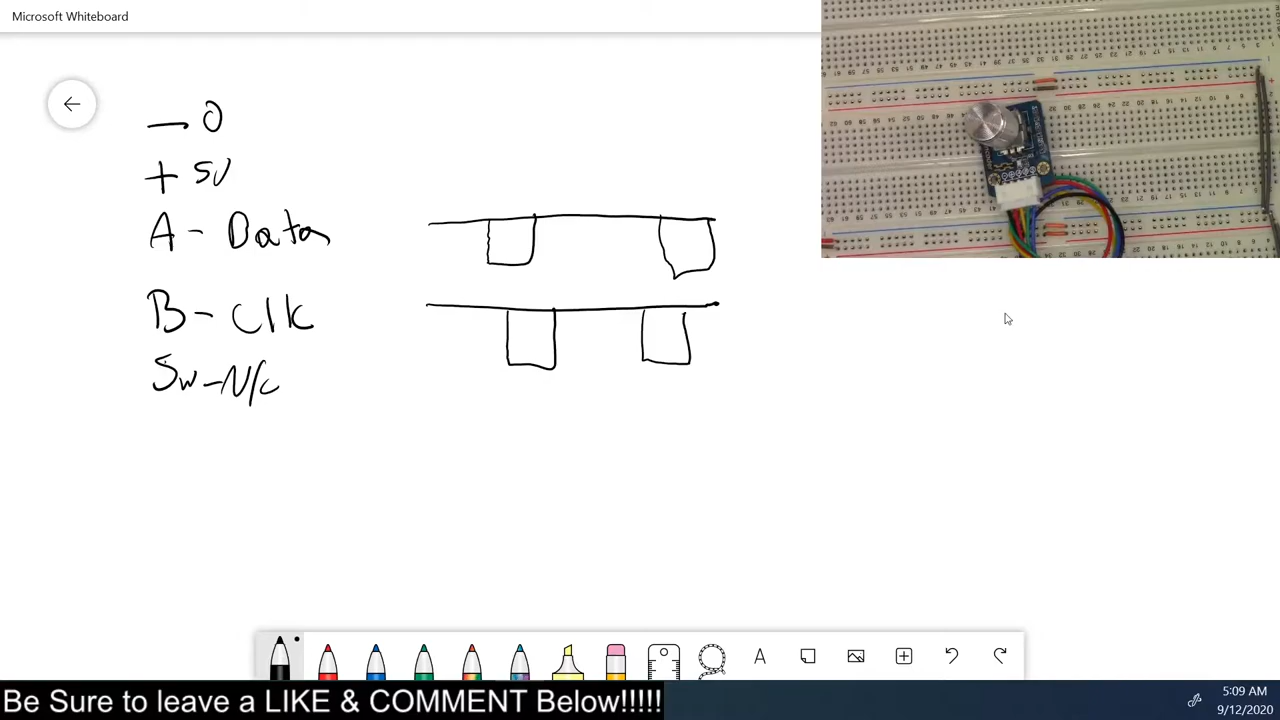 Microsoft Whiteboard
— 0
+ 5V
A - Data
B - Clk
Sw - N/C
A
Be Sure to leave a LIKE & COMMENT Below!!!!!
5:09 AM
9/12/2020